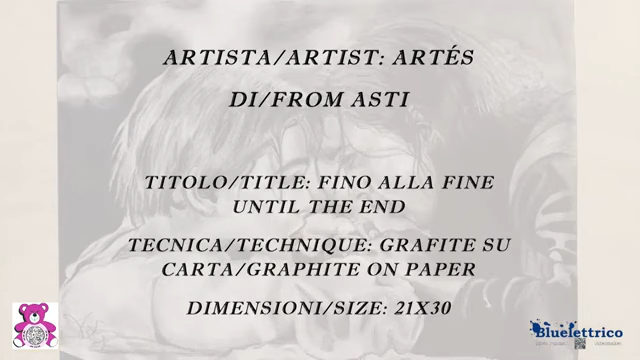 ARTISTA/ARTIST: ARTÉS
DI/FROM ASTI
TITOLO/TITLE: FINO ALLA FINE
UNTIL THE END
TECNICA/TECHNIQUE: GRAFITE SU
CARTA/GRAPHITE ON PAPER
DIMENSIONI/SIZE: 21X30
Bluelettrico